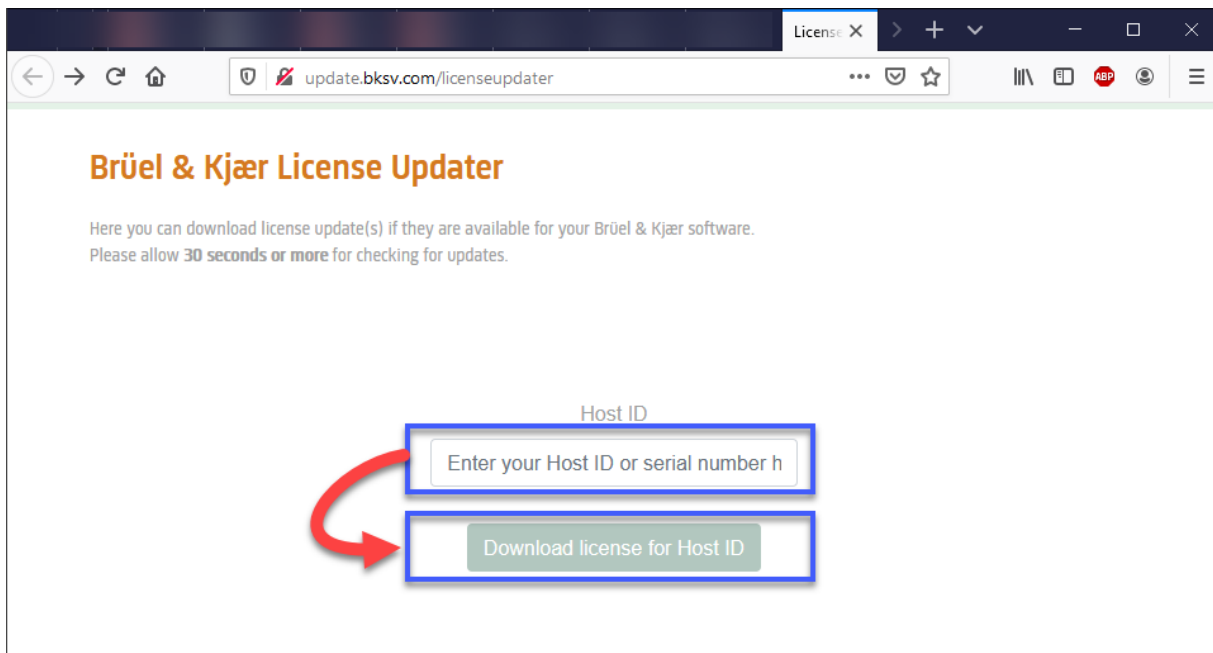 License
update.bksv.com/licenseupdater
ABP
Brüel & Kjær License Updater
Here you can download license update(s) if they are available for your Brüel & Kjær software.
Please allow 30 seconds or more for checking for updates.
Host ID
Enter your Host ID or serial number h
Download license for Host ID